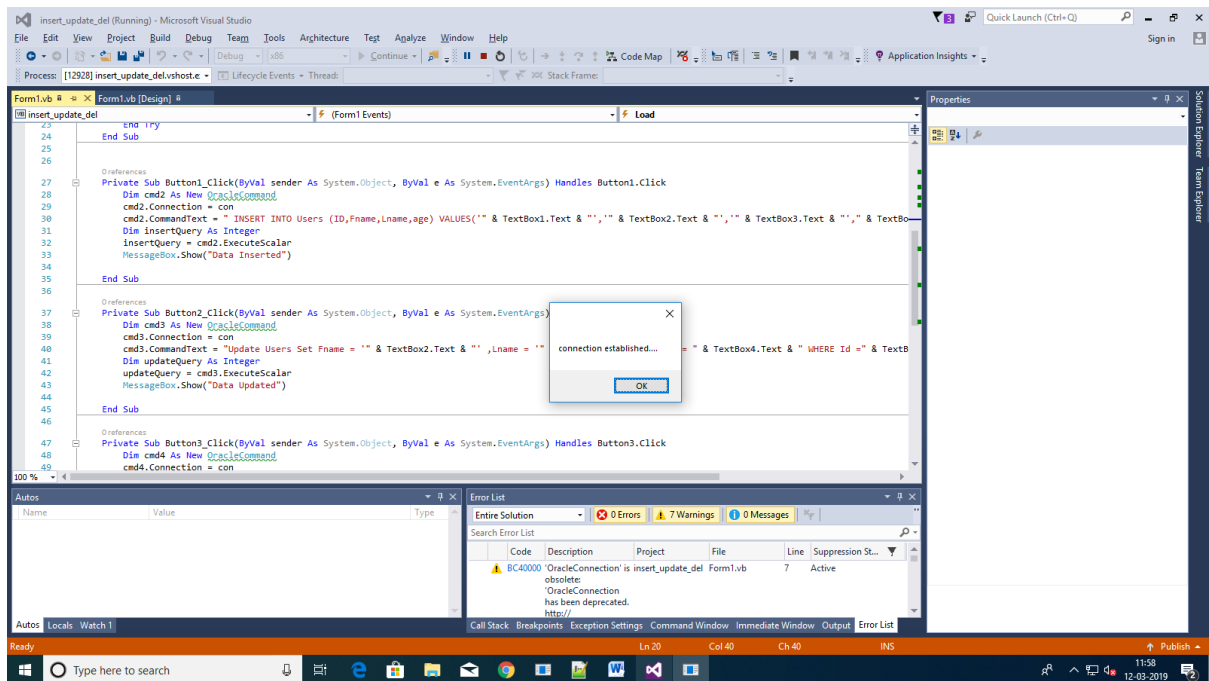 insert_update_del (Running) - Microsoft Visual Studio
3
Quick Launch (Ctrl+Q)
File Edit View Project Build Debug Team Tools Architecture Test Analyze Window Help
Sign in
Debug x86 Continue Code Map Application Insights
Process: [12928] insert_update_del.vshost.e Lifecycle Events Thread: Stack Frame:
Form1.vb Form1.vb [Design]
Properties
insert_update_del (Form1 Events) Load
Solution Explorer
Team Explorer
23 End Try
24 End Sub
25
26
0 references
27 Private Sub Button1_Click(ByVal sender As System.Object, ByVal e As System.EventArgs) Handles Button1.Click
28 Dim cmd2 As New OracleCommand
29 cmd2.Connection = con
30 cmd2.CommandText = " INSERT INTO Users (ID,Fname,Lname,age) VALUES('" & TextBox1.Text & "','" & TextBox2.Text & "','" & TextBox3.Text & "'," & TextBo
31 Dim insertQuery As Integer
32 insertQuery = cmd2.ExecuteScalar
33 MessageBox.Show("Data Inserted")
34
35 End Sub
36
0 references
37 Private Sub Button2_Click(ByVal sender As System.Object, ByVal e As System.EventArgs)
38 Dim cmd3 As New OracleCommand
39 cmd3.Connection = con
40 cmd3.CommandText = "Update Users Set Fname = '" & TextBox2.Text & "' ,Lname = '" = " & TextBox4.Text & " WHERE Id =" & TextB
41 Dim updateQuery As Integer
42 updateQuery = cmd3.ExecuteScalar
43 MessageBox.Show("Data Updated")
44
45 End Sub
46
0 references
47 Private Sub Button3_Click(ByVal sender As System.Object, ByVal e As System.EventArgs) Handles Button3.Click
48 Dim cmd4 As New OracleCommand
49 cmd4.Connection = con
connection established....
OK
100 %
Autos
Name Value Type
Error List
Entire Solution 0 Errors 7 Warnings 0 Messages
Search Error List
Code Description Project File Line Suppression St...
BC40000 'OracleConnection' is insert_update_del Form1.vb 7 Active
obsolete:
'OracleConnection
has been deprecated.
http://
Autos Locals Watch 1
Call Stack Breakpoints Exception Settings Command Window Immediate Window Output Error List
Ready Ln 20 Col 40 Ch 40 INS Publish
Type here to search
11:58
12-03-2019
2